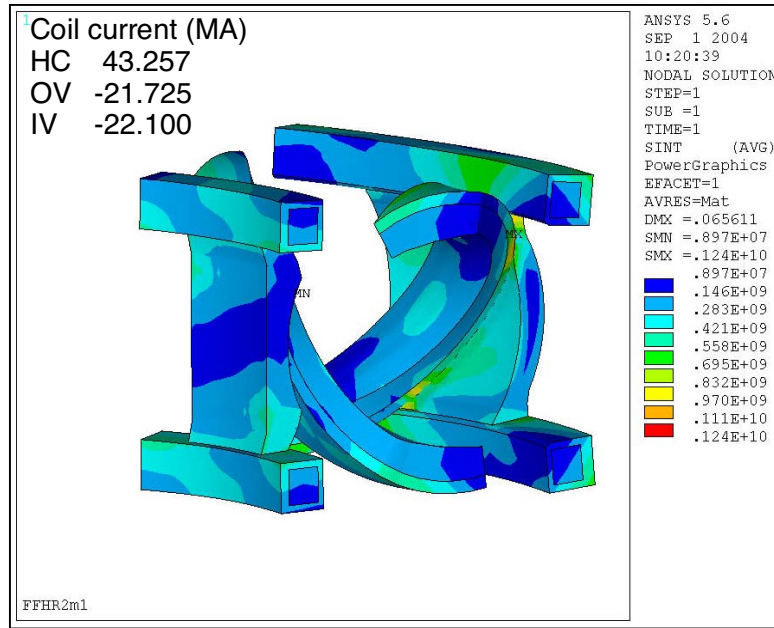 1
Coil current (MA)
HC 43.257
OV -21.725
IV -22.100
MX
MN
FFHR2m1
ANSYS 5.6
SEP 1 2004
10:20:39
NODAL SOLUTION
STEP=1
SUB =1
TIME=1
SINT (AVG)
PowerGraphics
EFACET=1
AVRES=Mat
DMX =.065611
SMN =.897E+07
SMX =.124E+10
.897E+07
.146E+09
.283E+09
.421E+09
.558E+09
.695E+09
.832E+09
.970E+09
.111E+10
.124E+10